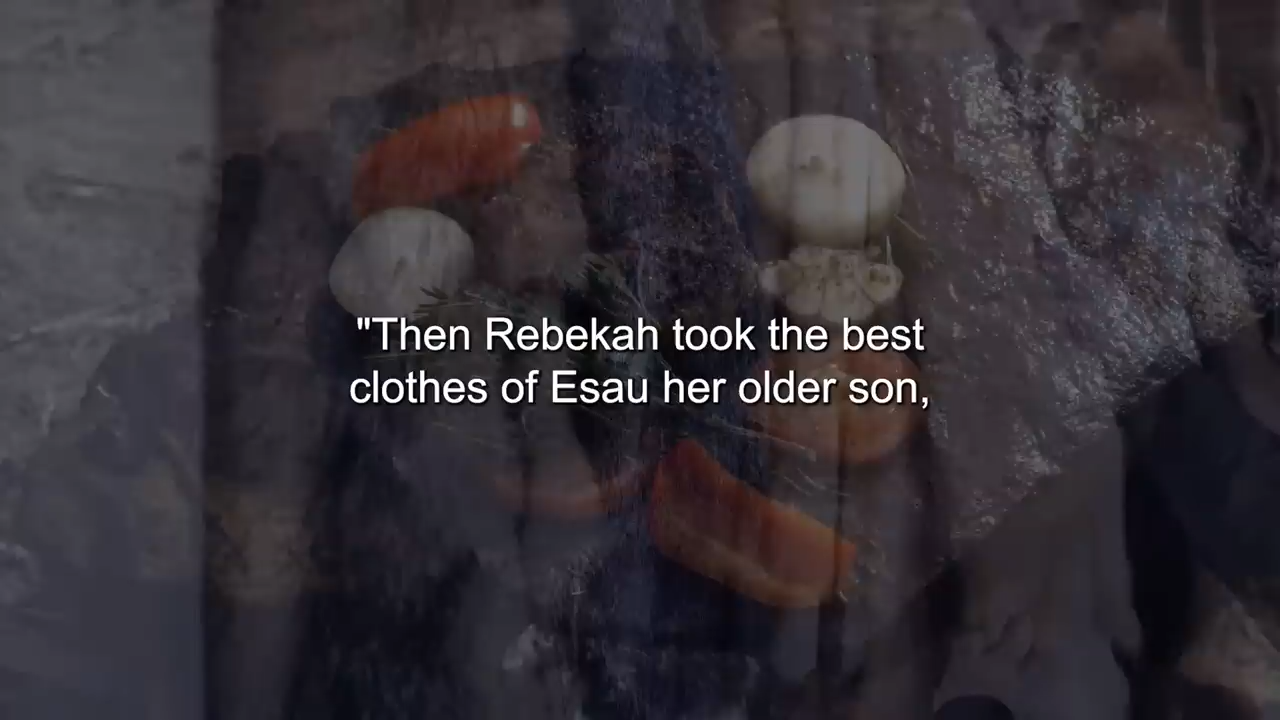 "Then Rebekah took the best
clothes of Esau her older son,